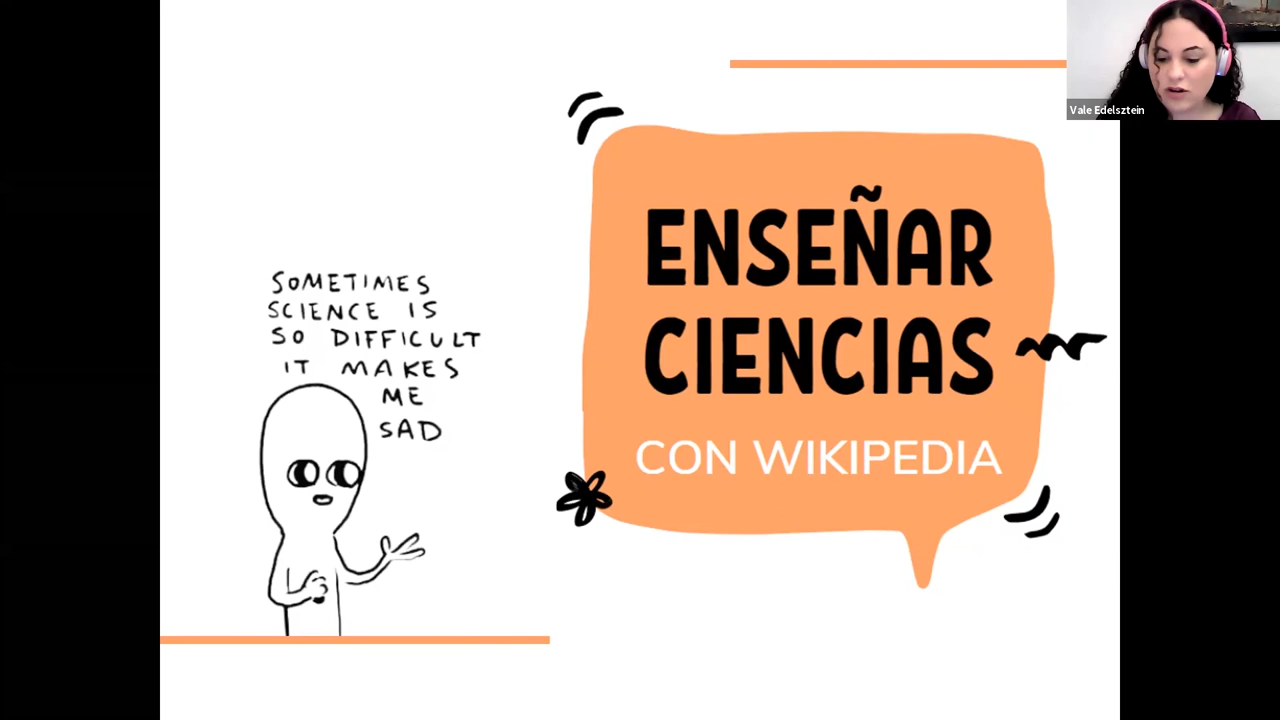 SOMETIMES
SCIENCE IS
SO DIFFICULT
IT MAKES
ME
SAD
ENSEÑAR
CIENCIAS
CON WIKIPEDIA
Vale Edelsztein